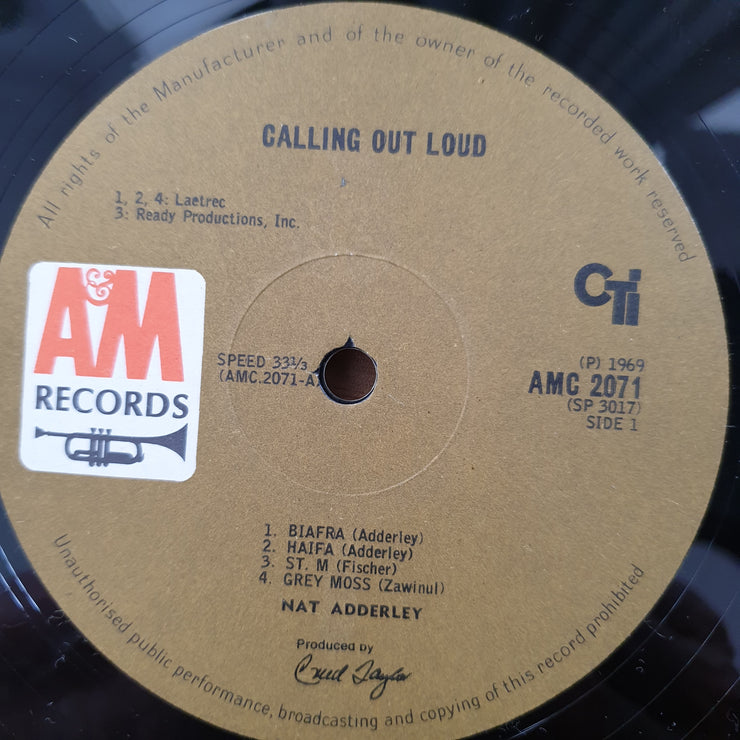 All rights of the Manufacturer and of the owner of the recorded work reserved
CALLING OUT LOUD
1, 2, 4: Laetrec
3: Ready Productions, Inc.
A&M
RECORDS
CTi
SPEED 33⅓
(AMC.2071-A)
(P) 1969
AMC 2071
(SP 3017)
SIDE 1
1. BIAFRA (Adderley)
2. HAIFA (Adderley)
3. ST. M (Fischer)
4. GREY MOSS (Zawinul)
NAT ADDERLEY
Produced by
Creed Taylor
Unauthorised public performance, broadcasting and copying of this record prohibited